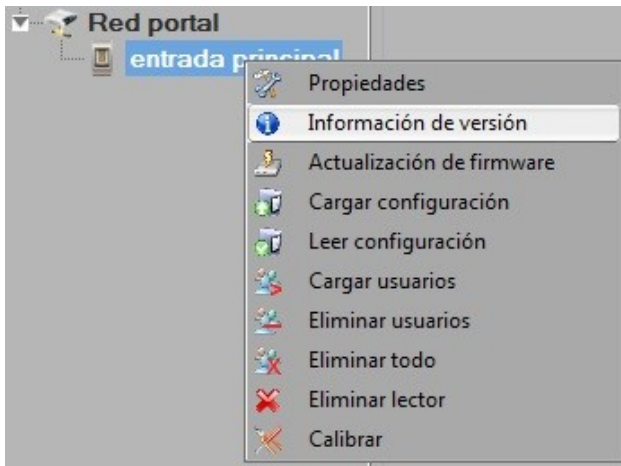 Red portal
entrada principal
Propiedades
Información de versión
Actualización de firmware
Cargar configuración
Leer configuración
Cargar usuarios
Eliminar usuarios
Eliminar todo
Eliminar lector
Calibrar